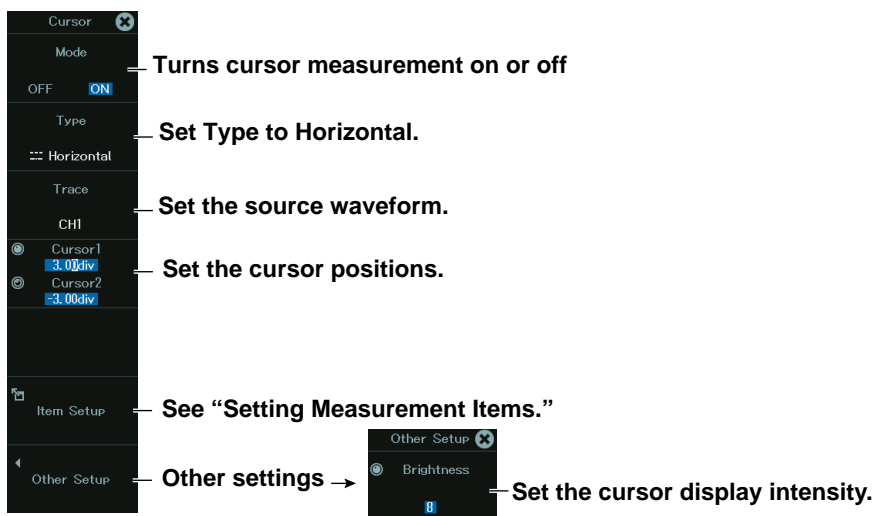 Cursor
Mode
OFF ON
Turns cursor measurement on or off
Type
Horizontal
Set Type to Horizontal.
Trace
CH1
Set the source waveform.
Cursor1
3.00div
Cursor2
-3.00div
Set the cursor positions.
Item Setup
See “Setting Measurement Items.”
Other Setup
Other settings
Other Setup
Brightness
8
Set the cursor display intensity.